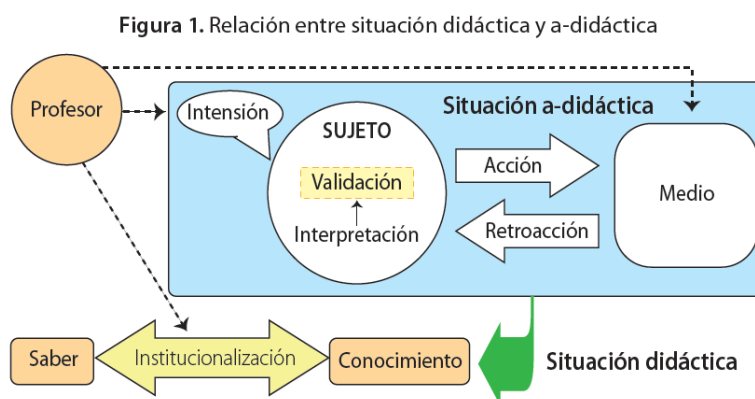 Figura 1. Relación entre situación didáctica y a-didáctica
Profesor
Intensión
Situación a-didáctica
SUJETO
Validación
Interpretación
Acción
Retroacción
Medio
Saber
Institucionalización
Conocimiento
Situación didáctica